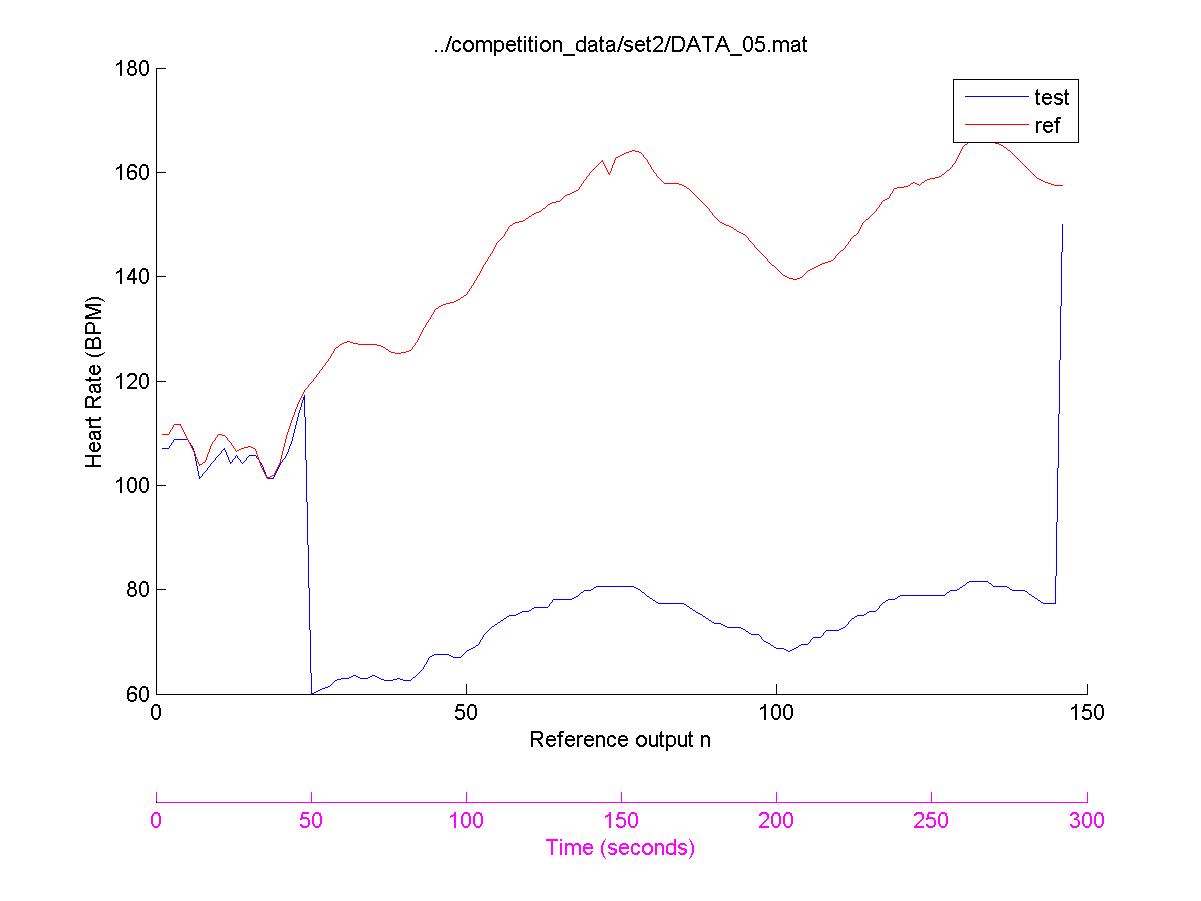 ../competition_data/set2/DATA_05.mat
180
160
140
120
100
80
60
Heart Rate (BPM)
test
ref
0 50 100 150
Reference output n
0 50 100 150 200 250 300
Time (seconds)